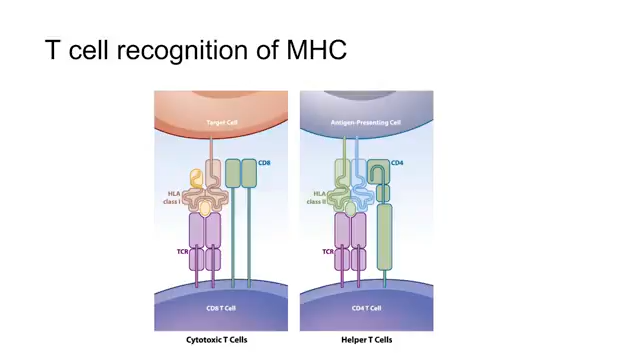 T cell recognition of MHC
Target Cell
CD8
HLA
class I
TCR
CD8 T Cell
Cytotoxic T Cells
Antigen-Presenting Cell
CD4
HLA
class II
TCR
CD4 T Cell
Helper T Cells